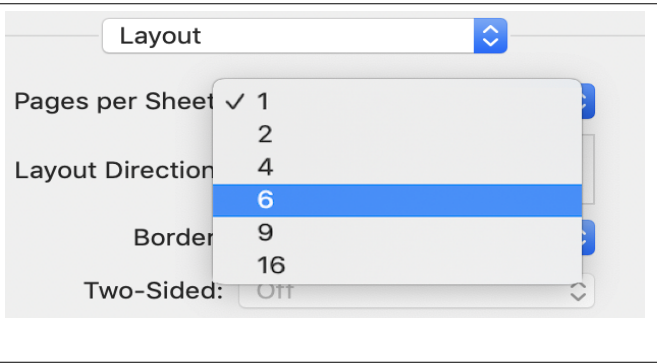 Layout
Pages per Sheet ✓ 1
2
Layout Direction 4
6
Border 9
16
Two-Sided: Off